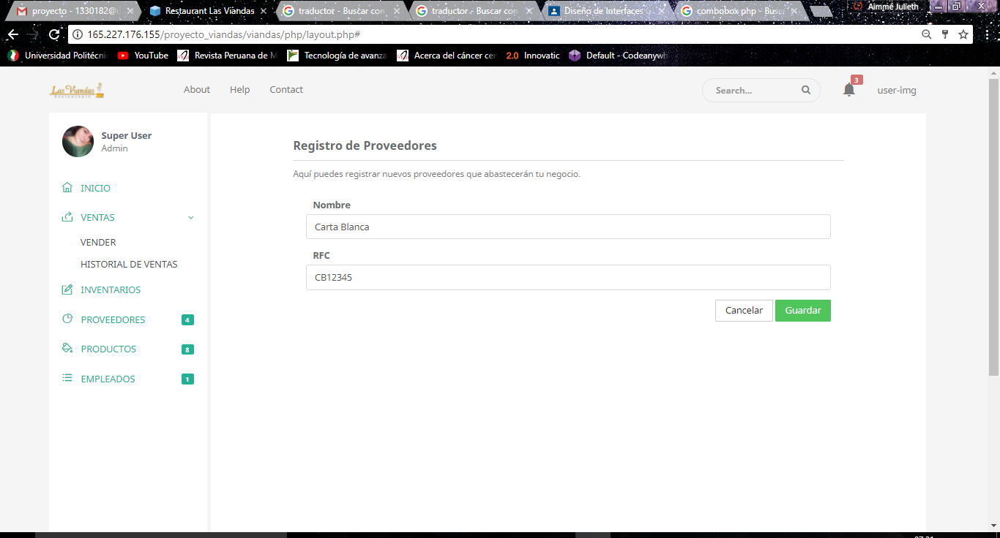 proyecto - 1330182@
Restaurant Las Viandas
traductor - Buscar con
traductor - Buscar con
Diseño de Interfaces
combobox php - Bus
Aimmé Julieth
165.227.176.155/proyecto_viandas/viandas/php/layout.php#
Universidad Politécni
YouTube
Revista Peruana de M
Tecnología de avanza
Acerca del cáncer cer
2.0 Innovatic
Default - Codeanywh
Las Viandas
About
Help
Contact
Search...
3
user-img
Super User
Admin
INICIO
VENTAS
VENDER
HISTORIAL DE VENTAS
INVENTARIOS
PROVEEDORES 4
PRODUCTOS 8
EMPLEADOS 1
Registro de Proveedores
Aquí puedes registrar nuevos proveedores que abastecerán tu negocio.
Nombre
Carta Blanca
RFC
CB12345
Cancelar
Guardar